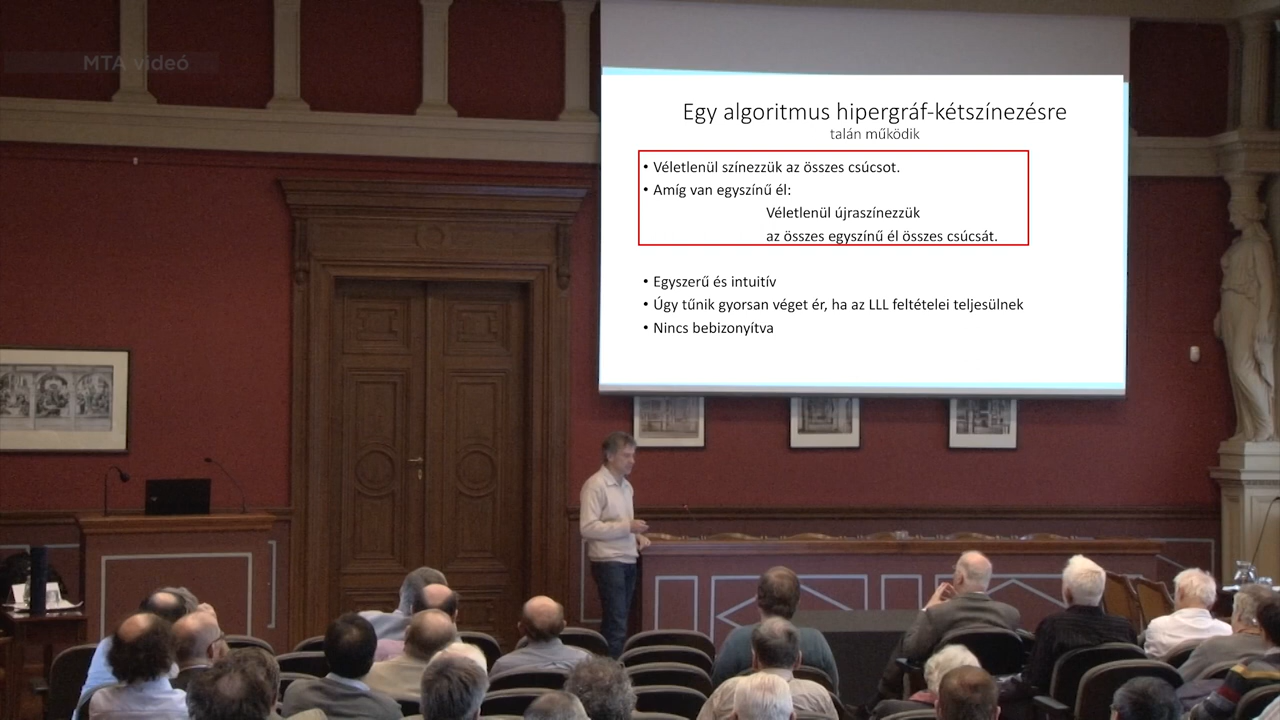 MTA videó
Egy algoritmus hipergráf-kétszínezésre
talán működik
• Véletlenül színezzük az összes csúcsot.
• Amíg van egyszínű él:
Véletlenül újraszínezzük
az összes egyszínű él összes csúcsát.
• Egyszerű és intuitív
• Úgy tűnik gyorsan véget ér, ha az LLL feltételei teljesülnek
• Nincs bebizonyítva